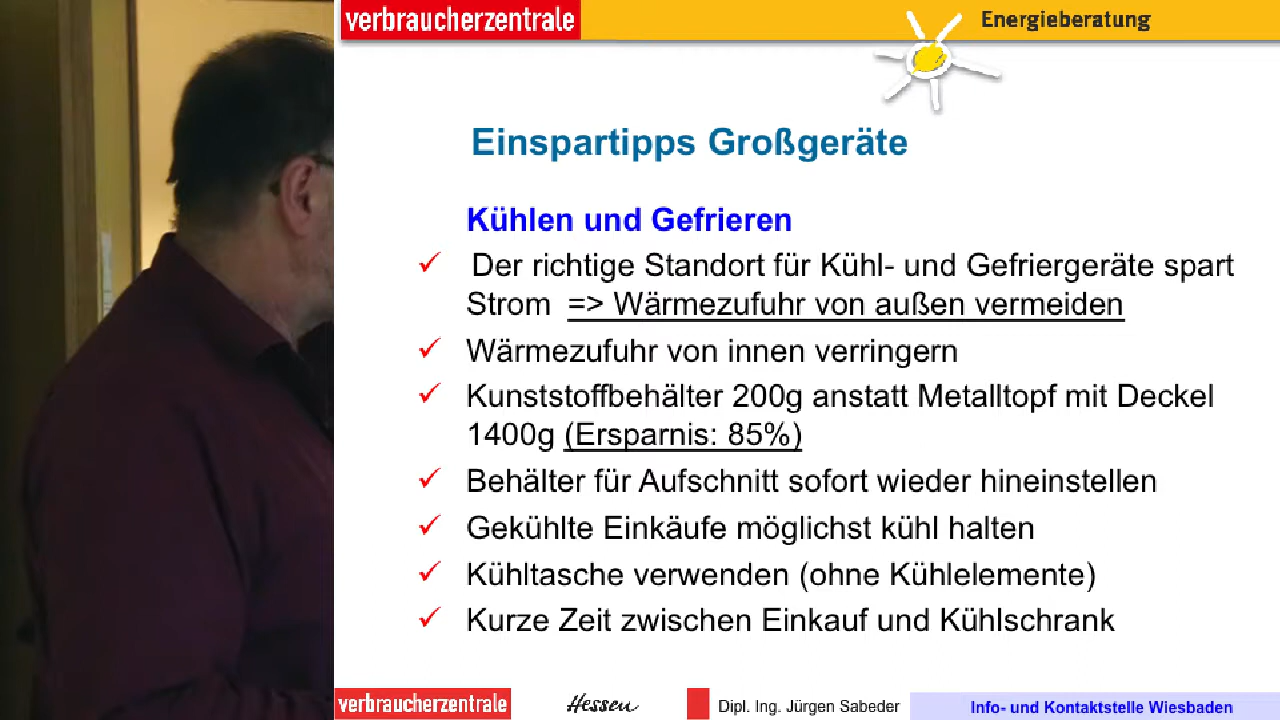 verbraucherzentrale
Energieberatung
Einspartipps Großgeräte
Kühlen und Gefrieren
Der richtige Standort für Kühl- und Gefriergeräte spart
Strom => Wärmezufuhr von außen vermeiden
Wärmezufuhr von innen verringern
Kunststoffbehälter 200g anstatt Metalltopf mit Deckel
1400g (Ersparnis: 85%)
Behälter für Aufschnitt sofort wieder hineinstellen
Gekühlte Einkäufe möglichst kühl halten
Kühltasche verwenden (ohne Kühlelemente)
Kurze Zeit zwischen Einkauf und Kühlschrank
verbraucherzentrale
Hessen
Dipl. Ing. Jürgen Sabeder
Info- und Kontaktstelle Wiesbaden